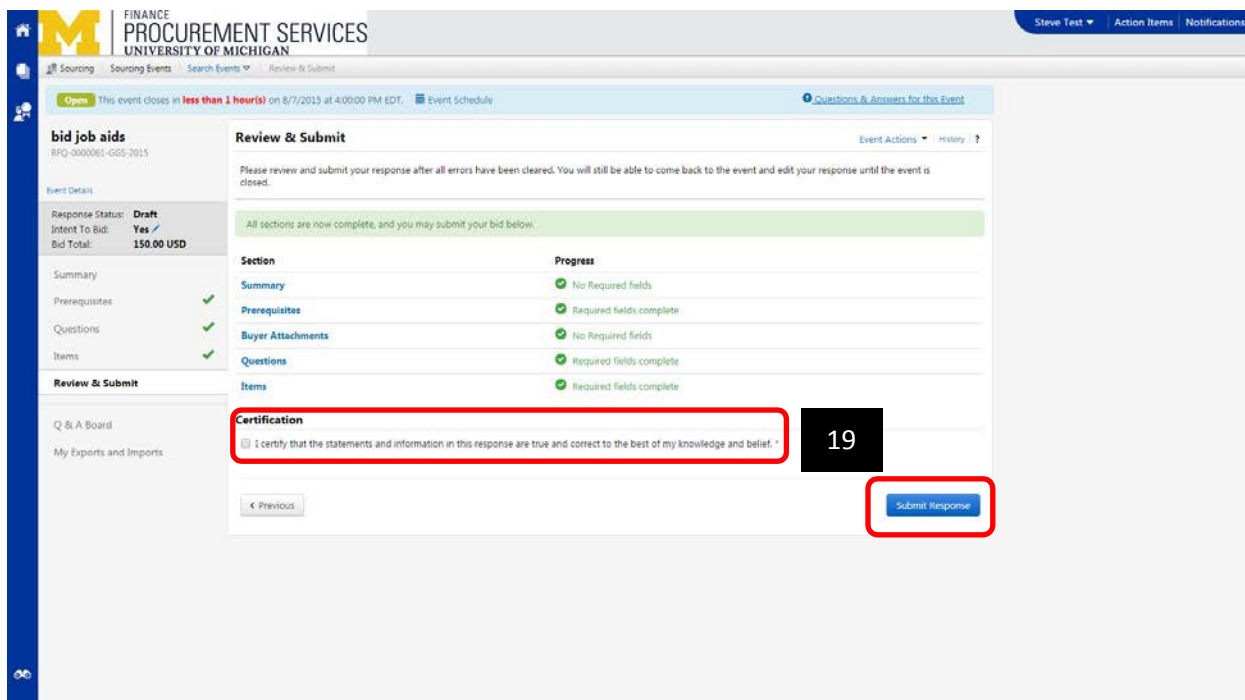 FINANCE
PROCUREMENT SERVICES
UNIVERSITY OF MICHIGAN
Steve Test Action Items Notifications
Sourcing Sourcing Events Search Events Review & Submit
Open This event closes in less than 1 hour(s) on 8/7/2015 at 4:00:00 PM EDT. Event Schedule Questions & Answers for this Event
bid job aids
RFQ-0000061-GGS-2015
Event Details
Response Status: Draft
Intent To Bid: Yes
Bid Total: 150.00 USD
Summary
Prerequisites
Questions
Items
Review & Submit
Q & A Board
My Exports and Imports
Review & Submit Event Actions History ?
Please review and submit your response after all errors have been cleared. You will still be able to come back to the event and edit your response until the event is
closed.
All sections are now complete, and you may submit your bid below.
Section Progress
Summary No Required fields
Prerequisites Required fields complete
Buyer Attachments No Required fields
Questions Required fields complete
Items Required fields complete
Certification
I certify that the statements and information in this response are true and correct to the best of my knowledge and belief. *
19
< Previous Submit Response